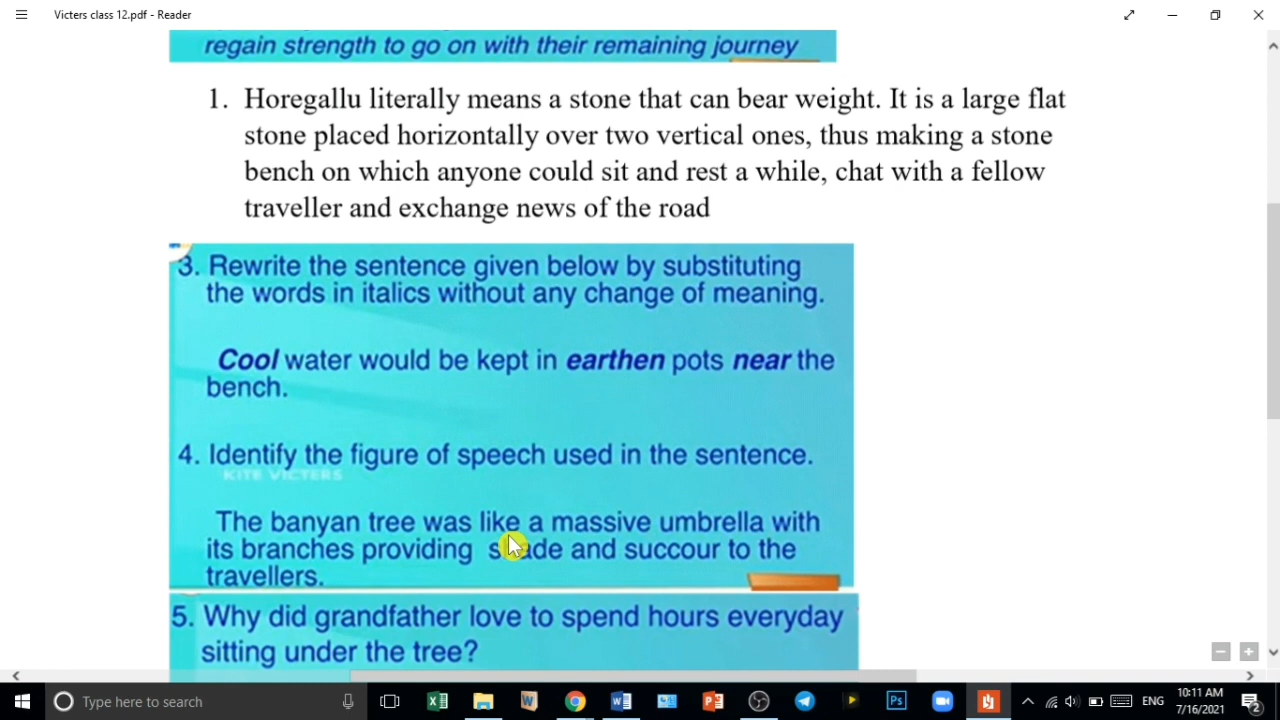 Victers class 12.pdf - Reader
regain strength to go on with their remaining journey
1. Horegallu literally means a stone that can bear weight. It is a large flat
stone placed horizontally over two vertical ones, thus making a stone
bench on which anyone could sit and rest a while, chat with a fellow
traveller and exchange news of the road
3. Rewrite the sentence given below by substituting
the words in italics without any change of meaning.
Cool water would be kept in earthen pots near the
bench.
4. Identify the figure of speech used in the sentence.
KITE VICTERS
The banyan tree was like a massive umbrella with
its branches providing shade and succour to the
travellers.
5. Why did grandfather love to spend hours everyday
sitting under the tree?
Type here to search
ENG
10:11 AM
7/16/2021
2